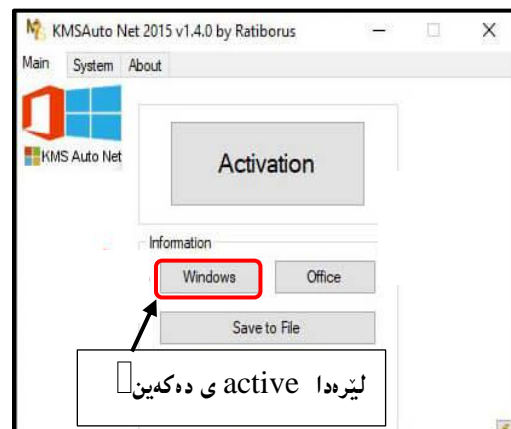 KMSAuto Net 2015 v1.4.0 by Ratiborus
Main System About
KMS Auto Net
Activation
Information
Windows Office
Save to File
لێرەدا active ی دەکەین